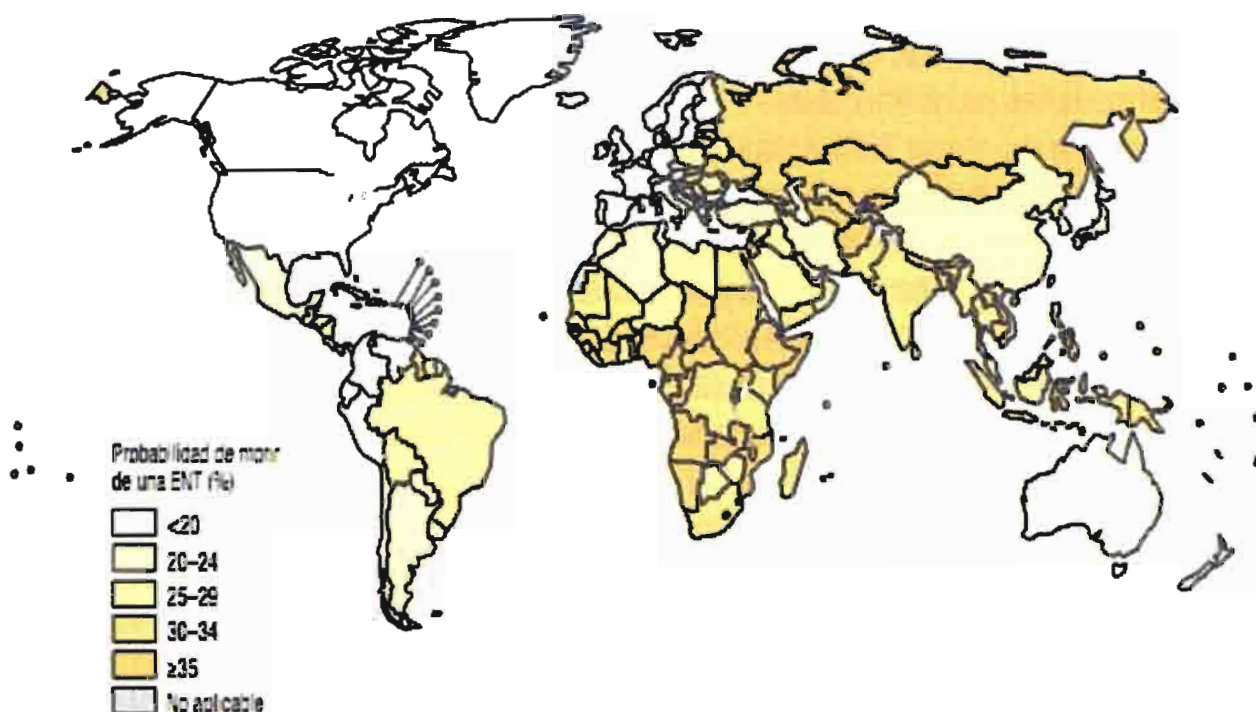 Probabilidad de morir
de una ENT (%)
<20
20–24
25–29
30–34
≥35
No aplicable